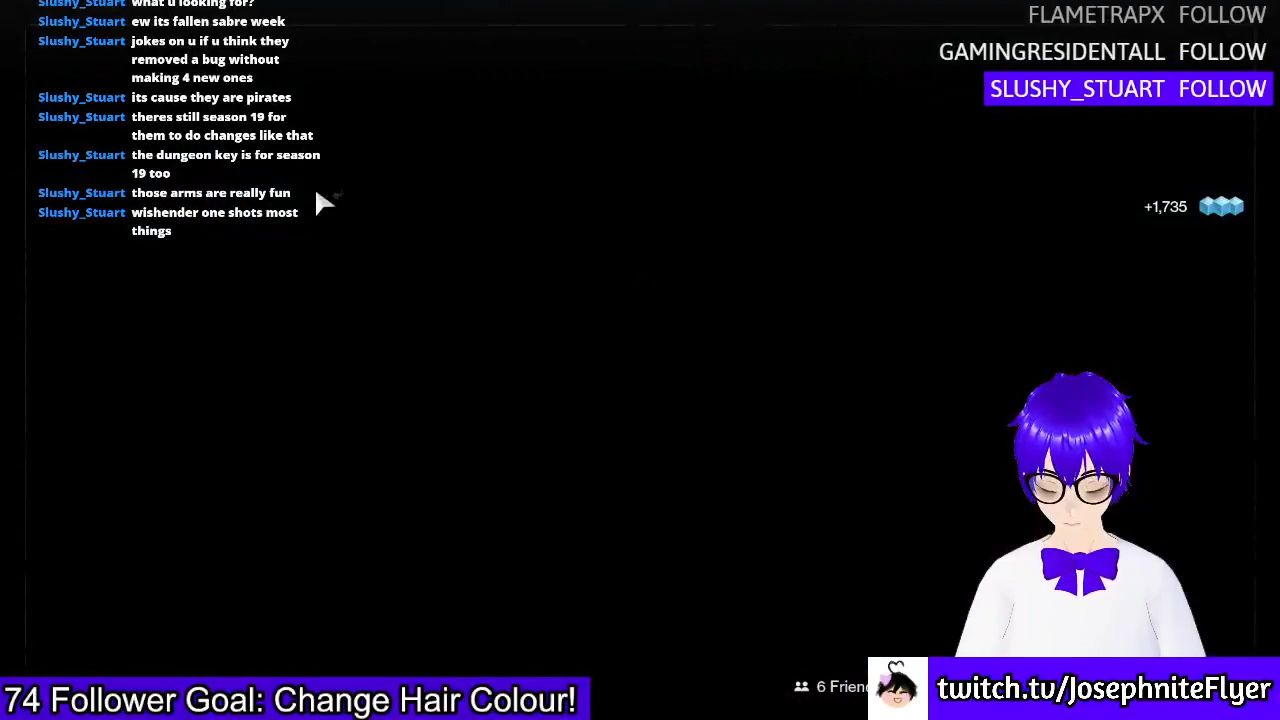 Slushy_Stuart what u looking for?
Slushy_Stuart ew its fallen sabre week
Slushy_Stuart jokes on u if u think they
removed a bug without
making 4 new ones
Slushy_Stuart its cause they are pirates
Slushy_Stuart theres still season 19 for
them to do changes like that
Slushy_Stuart the dungeon key is for season
19 too
Slushy_Stuart those arms are really fun
Slushy_Stuart wishender one shots most
things
FLAMETRAPX FOLLOW
GAMINGRESIDENTALL FOLLOW
SLUSHY_STUART FOLLOW
+1,735
6
74 Follower Goal: Change Hair Colour!
twitch.tv/JosephniteFlyer